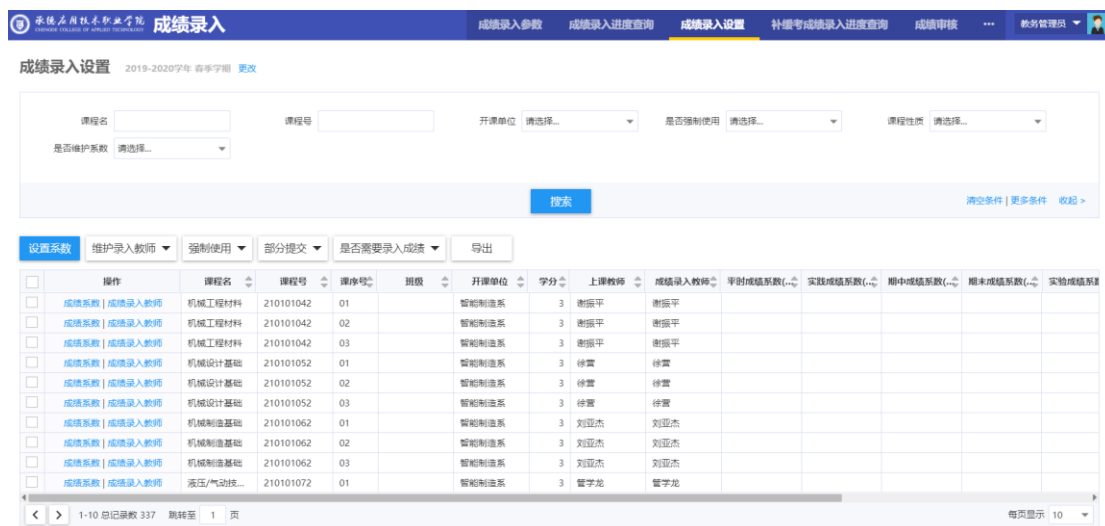 承德应用技术职业学院 成绩录入 成绩录入参数 成绩录入进度查询 成绩录入设置 补缓考成绩录入进度查询 成绩审核 ··· 教务管理员
CHENGDE COLLEGE OF APPLIED TECHNOLOGY
成绩录入设置 2019-2020学年 春季学期 更改
课程名 课程号 开课单位 请选择... 是否强制使用 请选择... 课程性质 请选择...
是否维护系数 请选择...
搜索 清空条件 | 更多条件 收起 >
设置系数 维护录入教师 强制使用 部分提交 是否需要录入成绩 导出
操作 课程名 课程号 课序号 班级 开课单位 学分 上课教师 成绩录入教师 平时成绩系数(... 实践成绩系数(... 期中成绩系数(... 期末成绩系数(... 实验成绩系数
成绩系数 | 成绩录入教师 机械工程材料 210101042 01 智能制造系 3 谢振平 谢振平
成绩系数 | 成绩录入教师 机械工程材料 210101042 02 智能制造系 3 谢振平 谢振平
成绩系数 | 成绩录入教师 机械工程材料 210101042 03 智能制造系 3 谢振平 谢振平
成绩系数 | 成绩录入教师 机械设计基础 210101052 01 智能制造系 3 徐营 徐营
成绩系数 | 成绩录入教师 机械设计基础 210101052 02 智能制造系 3 徐营 徐营
成绩系数 | 成绩录入教师 机械设计基础 210101052 03 智能制造系 3 徐营 徐营
成绩系数 | 成绩录入教师 机械制造基础 210101062 01 智能制造系 3 刘亚杰 刘亚杰
成绩系数 | 成绩录入教师 机械制造基础 210101062 02 智能制造系 3 刘亚杰 刘亚杰
成绩系数 | 成绩录入教师 机械制造基础 210101062 03 智能制造系 3 刘亚杰 刘亚杰
成绩系数 | 成绩录入教师 液压/气动技... 210101072 01 智能制造系 3 管学龙 管学龙
1-10 总记录数 337 跳转至 1 页 每页显示 10